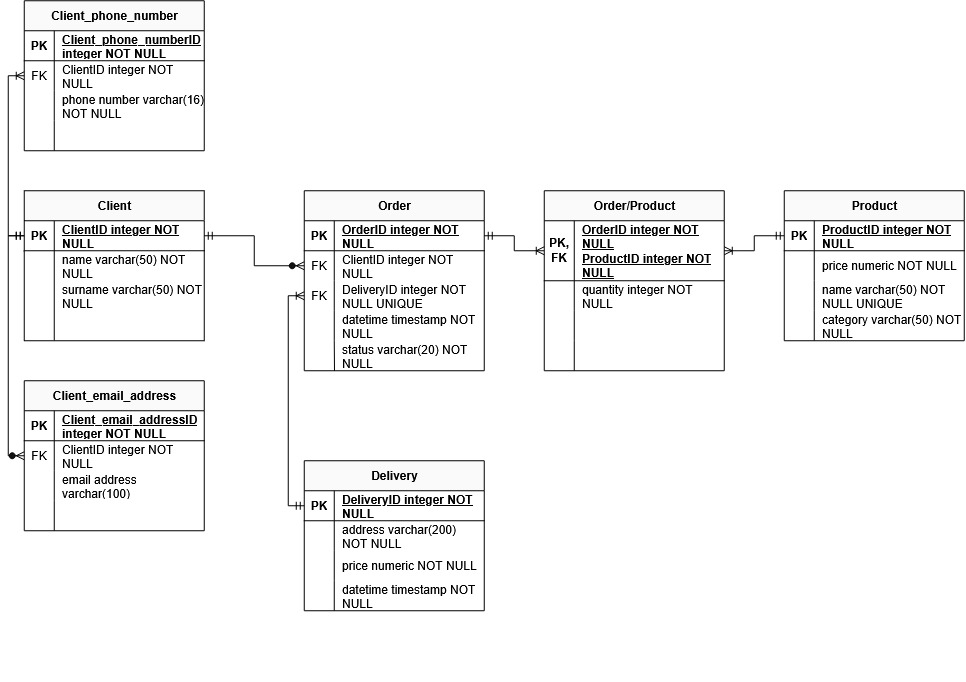 Client_phone_number
PK
Client_phone_numberID
integer NOT NULL
FK
ClientID integer NOT
NULL
phone number varchar(16)
NOT NULL
Client
PK
ClientID integer NOT
NULL
name varchar(50) NOT
NULL
surname varchar(50) NOT
NULL
Order
PK
OrderID integer NOT
NULL
FK
ClientID integer NOT
NULL
FK
DeliveryID integer NOT
NULL UNIQUE
datetime timestamp NOT
NULL
status varchar(20) NOT
NULL
Order/Product
PK,
FK
OrderID integer NOT
NULL
ProductID integer NOT
NULL
quantity integer NOT
NULL
Product
PK
ProductID integer NOT
NULL
price numeric NOT NULL
name varchar(50) NOT
NULL UNIQUE
category varchar(50) NOT
NULL
Client_email_address
PK
Client_email_addressID
integer NOT NULL
FK
ClientID integer NOT
NULL
email address
varchar(100)
Delivery
PK
DeliveryID integer NOT
NULL
address varchar(200)
NOT NULL
price numeric NOT NULL
datetime timestamp NOT
NULL